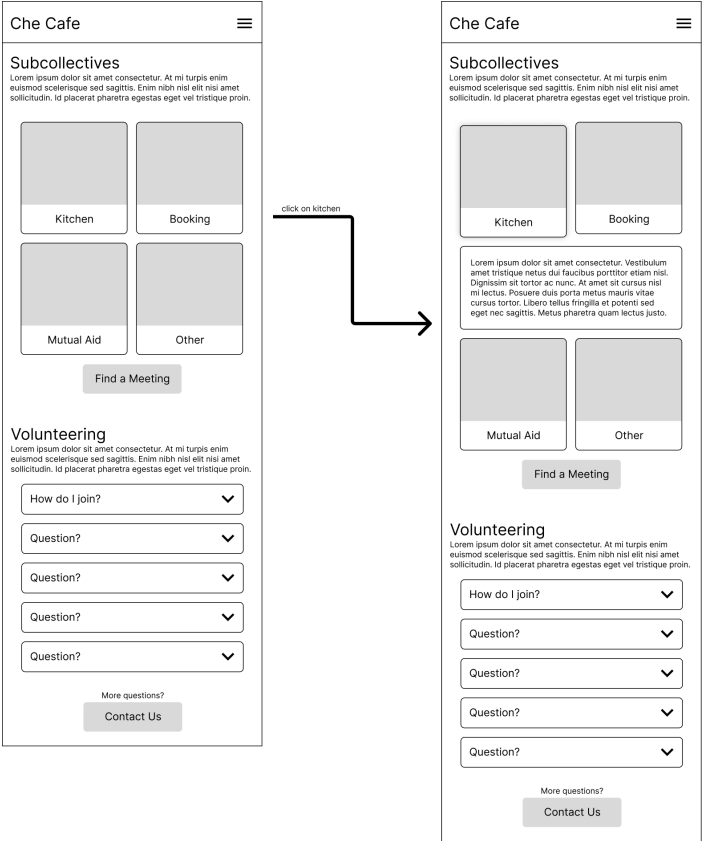 Che Cafe
Subcollectives
Lorem ipsum dolor sit amet consectetur. At mi turpis enim
euismod scelerisque sed sagittis. Enim nibh nisl elit nisi amet
sollicitudin. Id placerat pharetra egestas eget vel tristique proin.
Kitchen
Booking
Mutual Aid
Other
Find a Meeting
Volunteering
Lorem ipsum dolor sit amet consectetur. At mi turpis enim
euismod scelerisque sed sagittis. Enim nibh nisl elit nisi amet
sollicitudin. Id placerat pharetra egestas eget vel tristique proin.
How do I join?
Question?
Question?
Question?
Question?
More questions?
Contact Us
click on kitchen
Che Cafe
Subcollectives
Lorem ipsum dolor sit amet consectetur. At mi turpis enim
euismod scelerisque sed sagittis. Enim nibh nisl elit nisi amet
sollicitudin. Id placerat pharetra egestas eget vel tristique proin.
Kitchen
Booking
Lorem ipsum dolor sit amet consectetur. Vestibulum
amet tristique netus dui faucibus porttitor etiam nisl.
Dignissim sit tortor ac nunc. At amet sit cursus nisl
mi lectus. Posuere duis porta metus mauris vitae
cursus tortor. Libero tellus fringilla et potenti sed
eget nec sagittis. Metus pharetra quam lectus justo.
Mutual Aid
Other
Find a Meeting
Volunteering
Lorem ipsum dolor sit amet consectetur. At mi turpis enim
euismod scelerisque sed sagittis. Enim nibh nisl elit nisi amet
sollicitudin. Id placerat pharetra egestas eget vel tristique proin.
How do I join?
Question?
Question?
Question?
Question?
More questions?
Contact Us